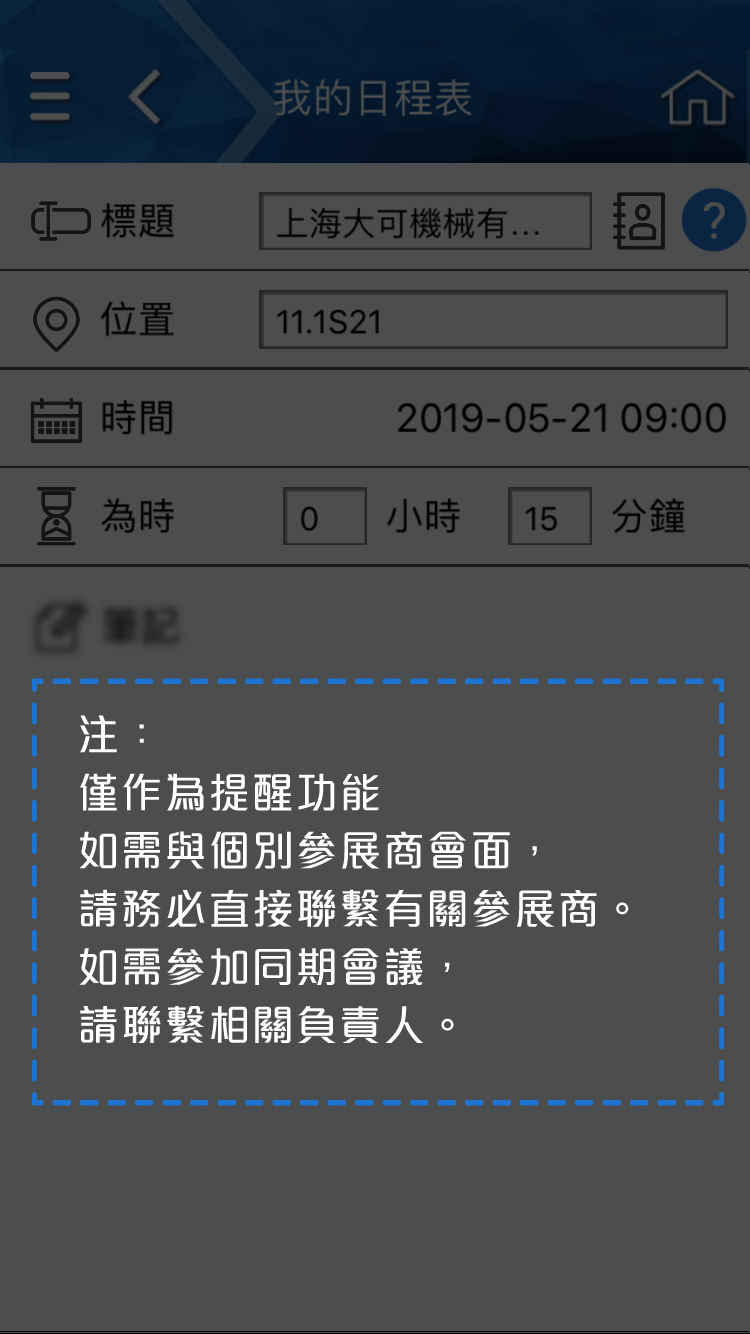 我的日程表
標題 上海大可機械有... ?
位置 11.1S21
時間 2019-05-21 09:00
為時 0 小時 15 分鐘
筆記
注：
僅作為提醒功能
如需與個別參展商會面，
請務必直接聯繫有關參展商。
如需參加同期會議，
請聯繫相關負責人。